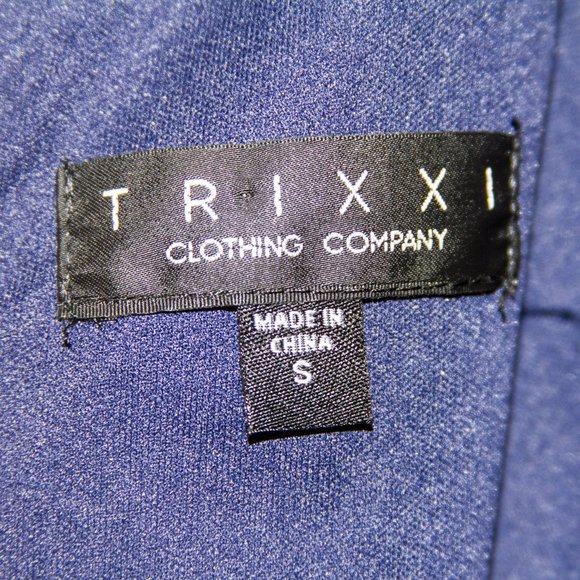 TRIXXI
CLOTHING COMPANY
MADE IN
CHINA
S